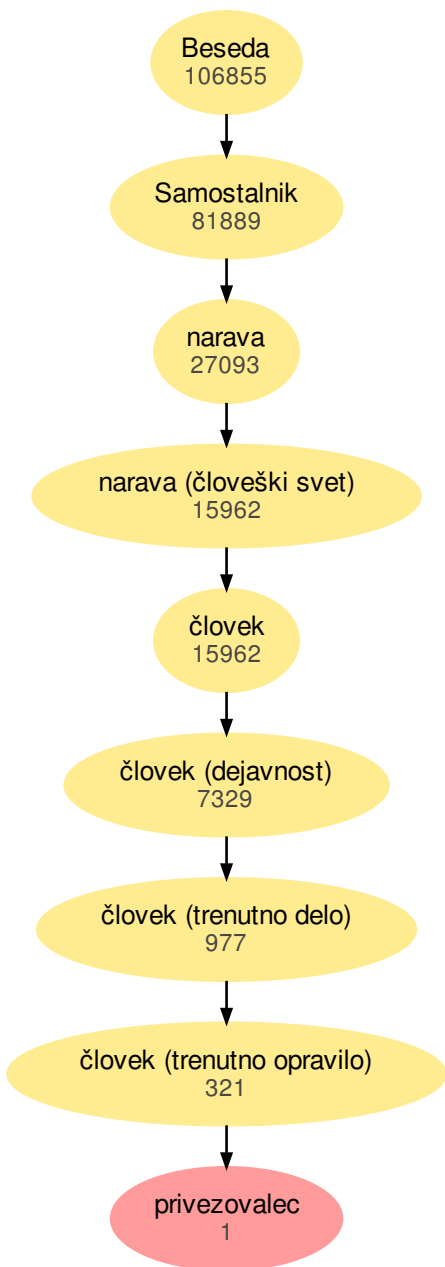 Beseda
106855
Samostalnik
81889
narava
27093
narava (človeški svet)
15962
človek
15962
človek (dejavnost)
7329
človek (trenutno delo)
977
človek (trenutno opravilo)
321
privezovalec
1